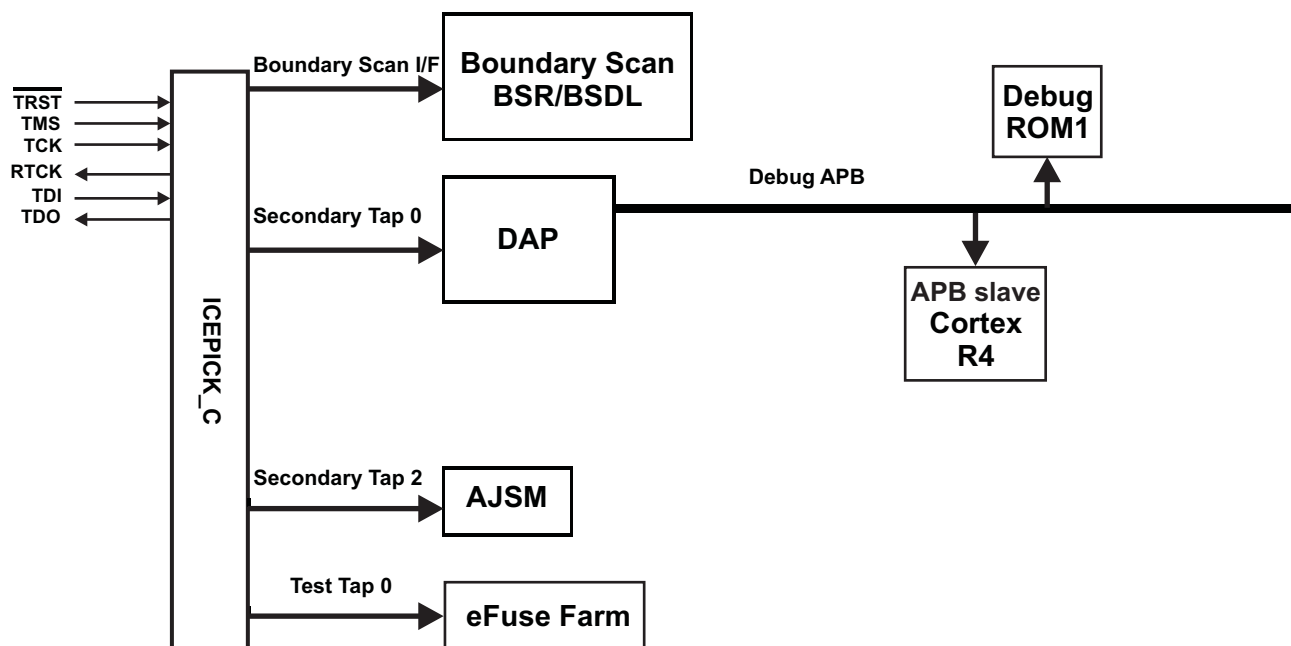 Boundary Scan I/F
Boundary Scan
BSR/BSDL
TRST
TMS
TCK
RTCK
TDI
TDO
Debug
ROM1
Debug APB
Secondary Tap 0
DAP
APB slave
Cortex
R4
ICEPICK_C
Secondary Tap 2
AJSM
Test Tap 0
eFuse Farm